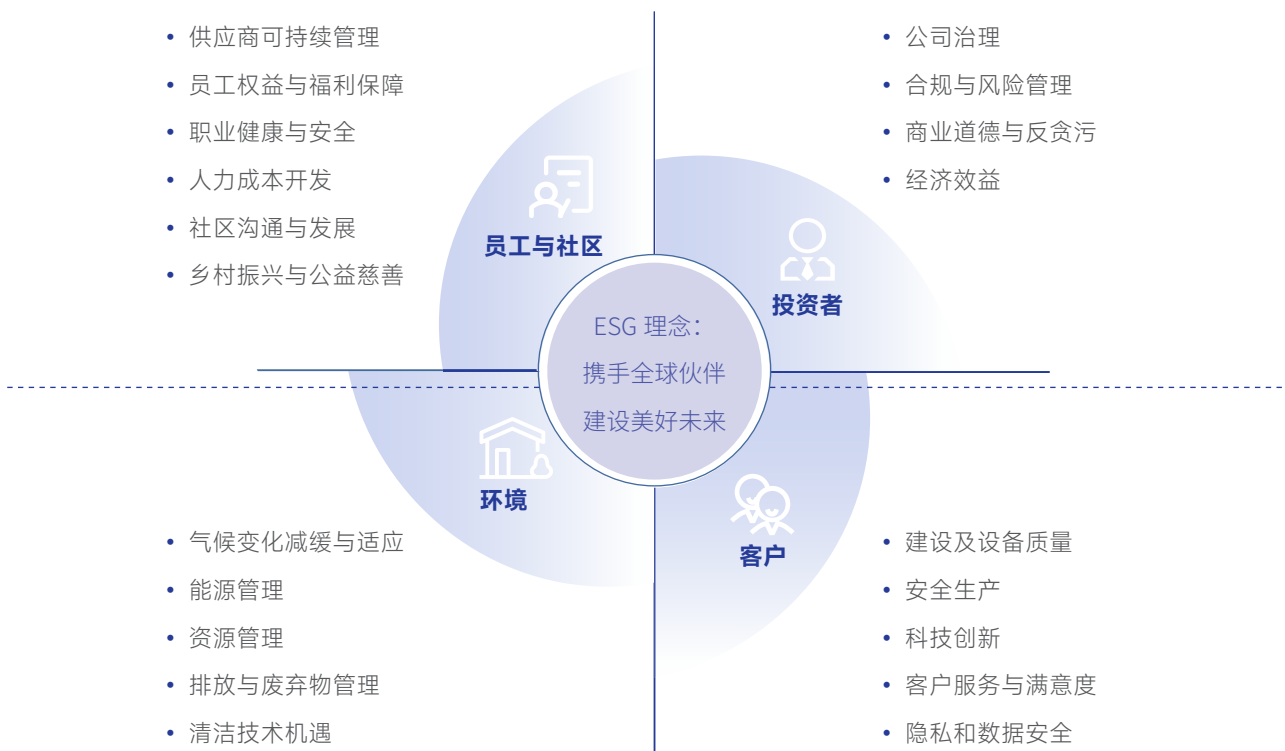 供应商可持续管理
员工权益与福利保障
职业健康与安全
人力成本开发
社区沟通与发展
乡村振兴与公益慈善
员工与社区
公司治理
合规与风险管理
商业道德与反贪污
经济效益
投资者
ESG 理念：
携手全球伙伴
建设美好未来
环境
气候变化减缓与适应
能源管理
资源管理
排放与废弃物管理
清洁技术机遇
客户
建设及设备质量
安全生产
科技创新
客户服务与满意度
隐私和数据安全